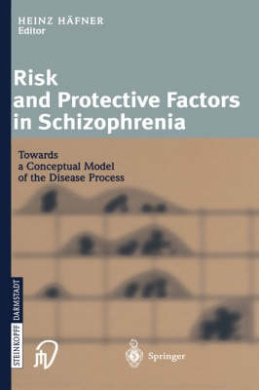 HEINZ HÄFNER
Editor
Risk
and Protective Factors
in Schizophrenia
Towards
a Conceptual Model
of the Disease Process
STEINKOPFF
DARMSTADT
Springer